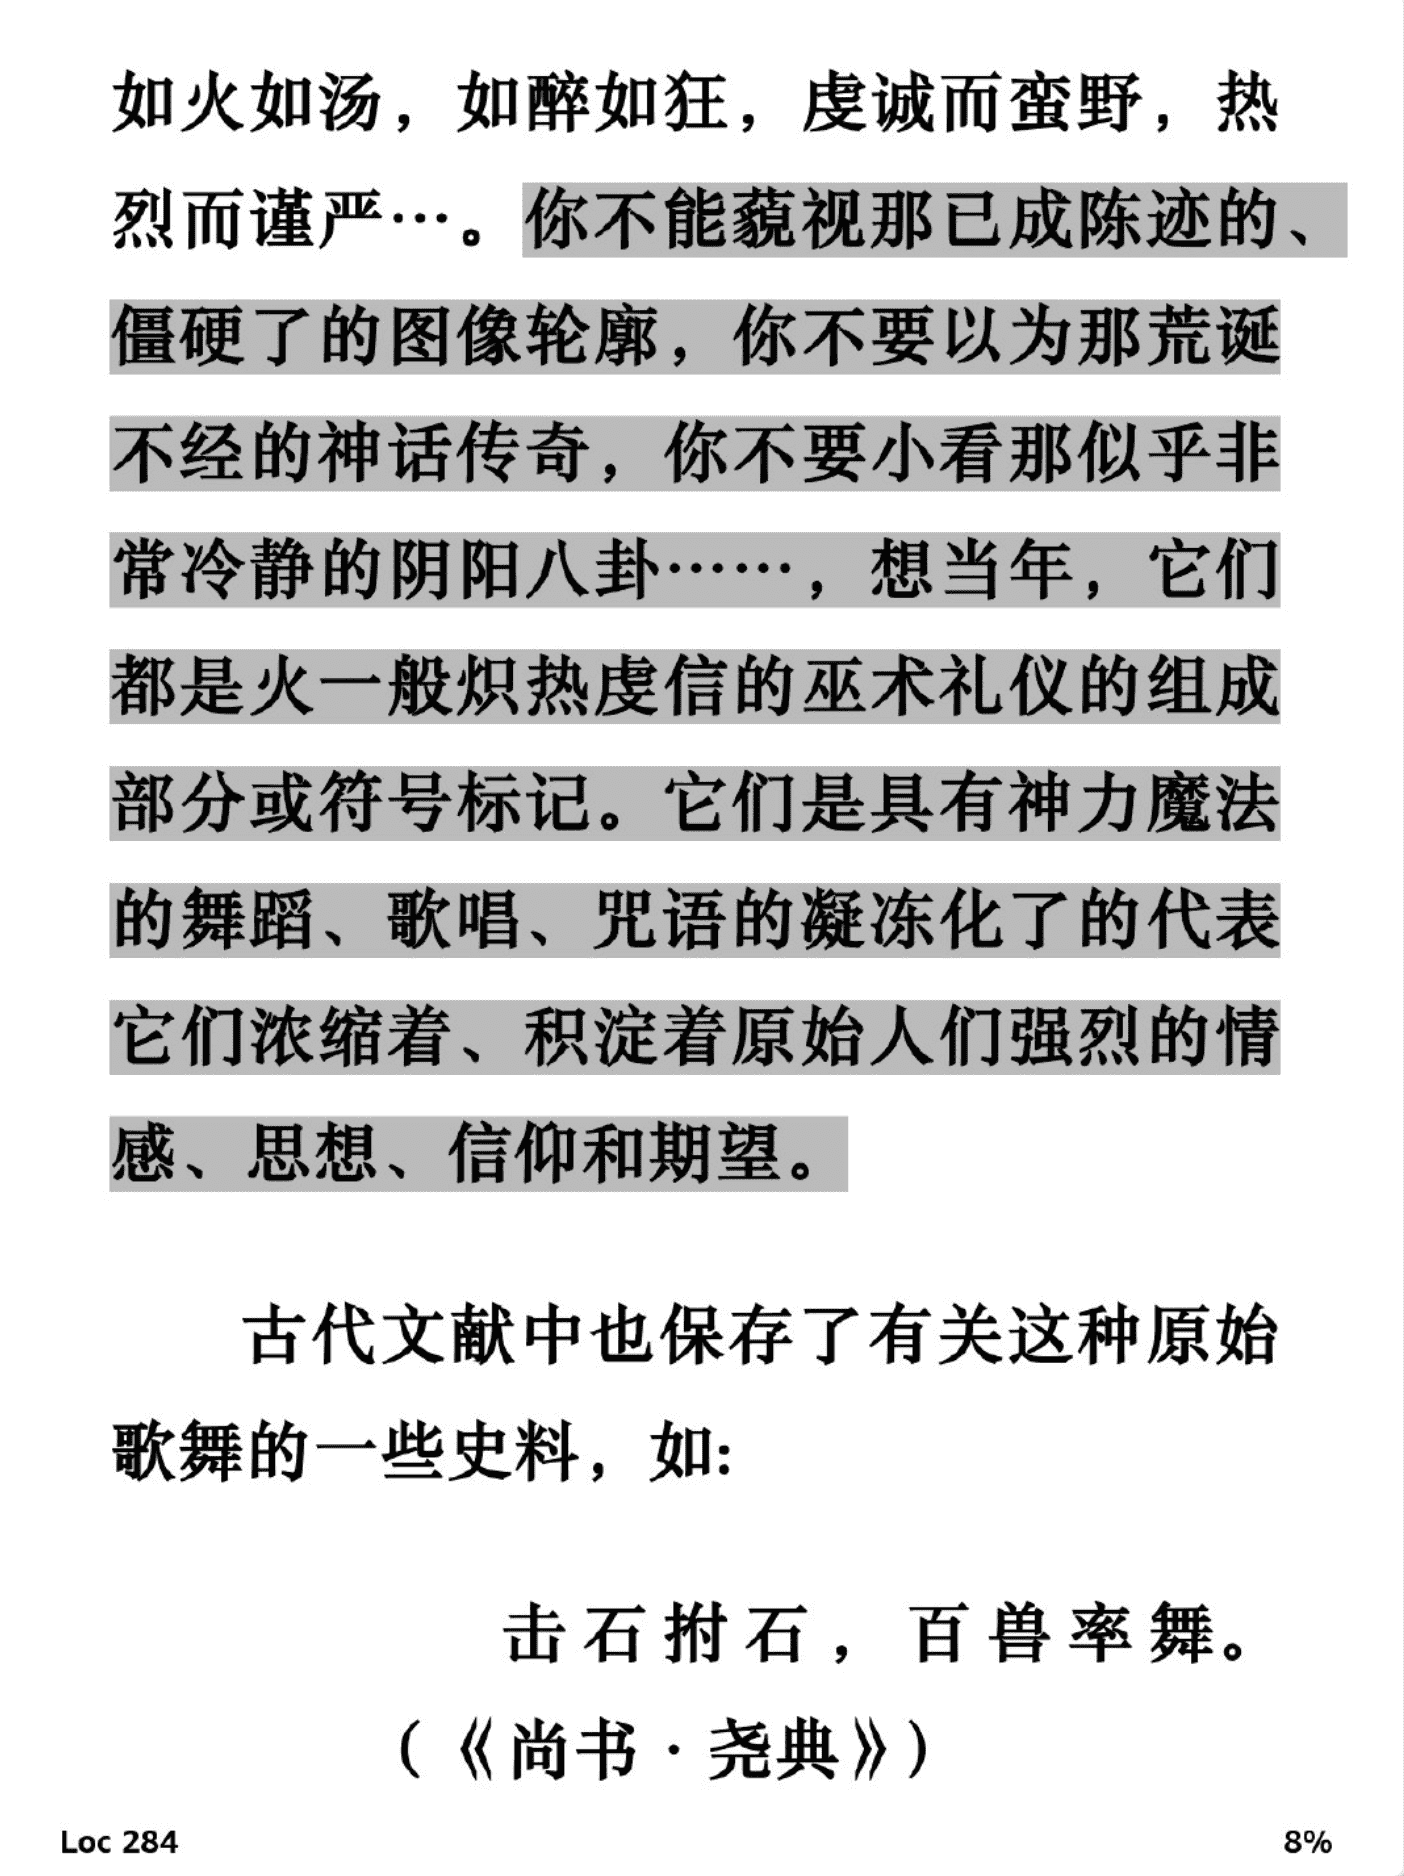 如火如汤，如醉如狂，虔诚而蛮野，热
烈而谨严…。你不能藐视那已成陈迹的、
僵硬了的图像轮廓，你不要以为那荒诞
不经的神话传奇，你不要小看那似乎非
常冷静的阴阳八卦……，想当年，它们
都是火一般炽热虔信的巫术礼仪的组成
部分或符号标记。它们是具有神力魔法
的舞蹈、歌唱、咒语的凝冻化了的代表
它们浓缩着、积淀着原始人们强烈的情
感、思想、信仰和期望。
古代文献中也保存了有关这种原始
歌舞的一些史料，如:
击石拊石，百兽率舞。
（《尚书·尧典》）
Loc 284
8%